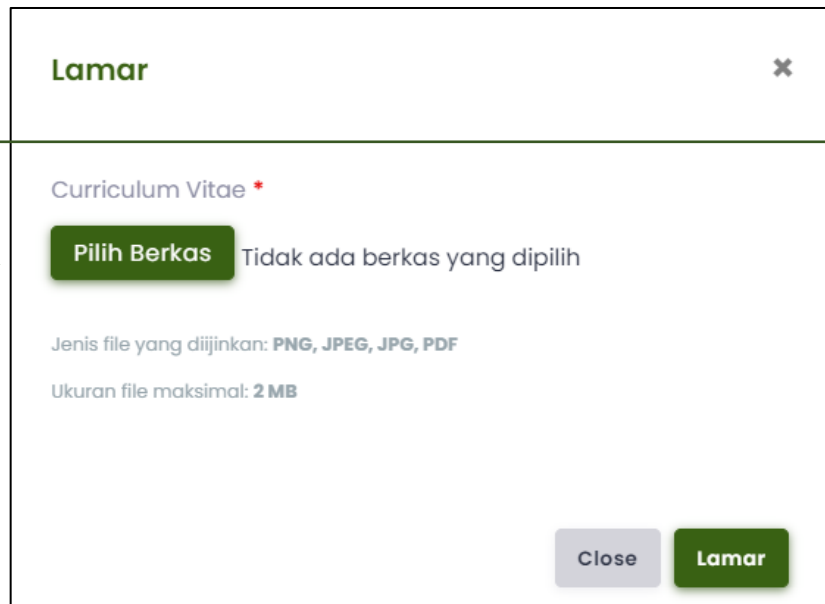 Lamar ✖
Curriculum Vitae *
Pilih Berkas Tidak ada berkas yang dipilih
Jenis file yang diijinkan: PNG, JPEG, JPG, PDF
Ukuran file maksimal: 2 MB
Close Lamar